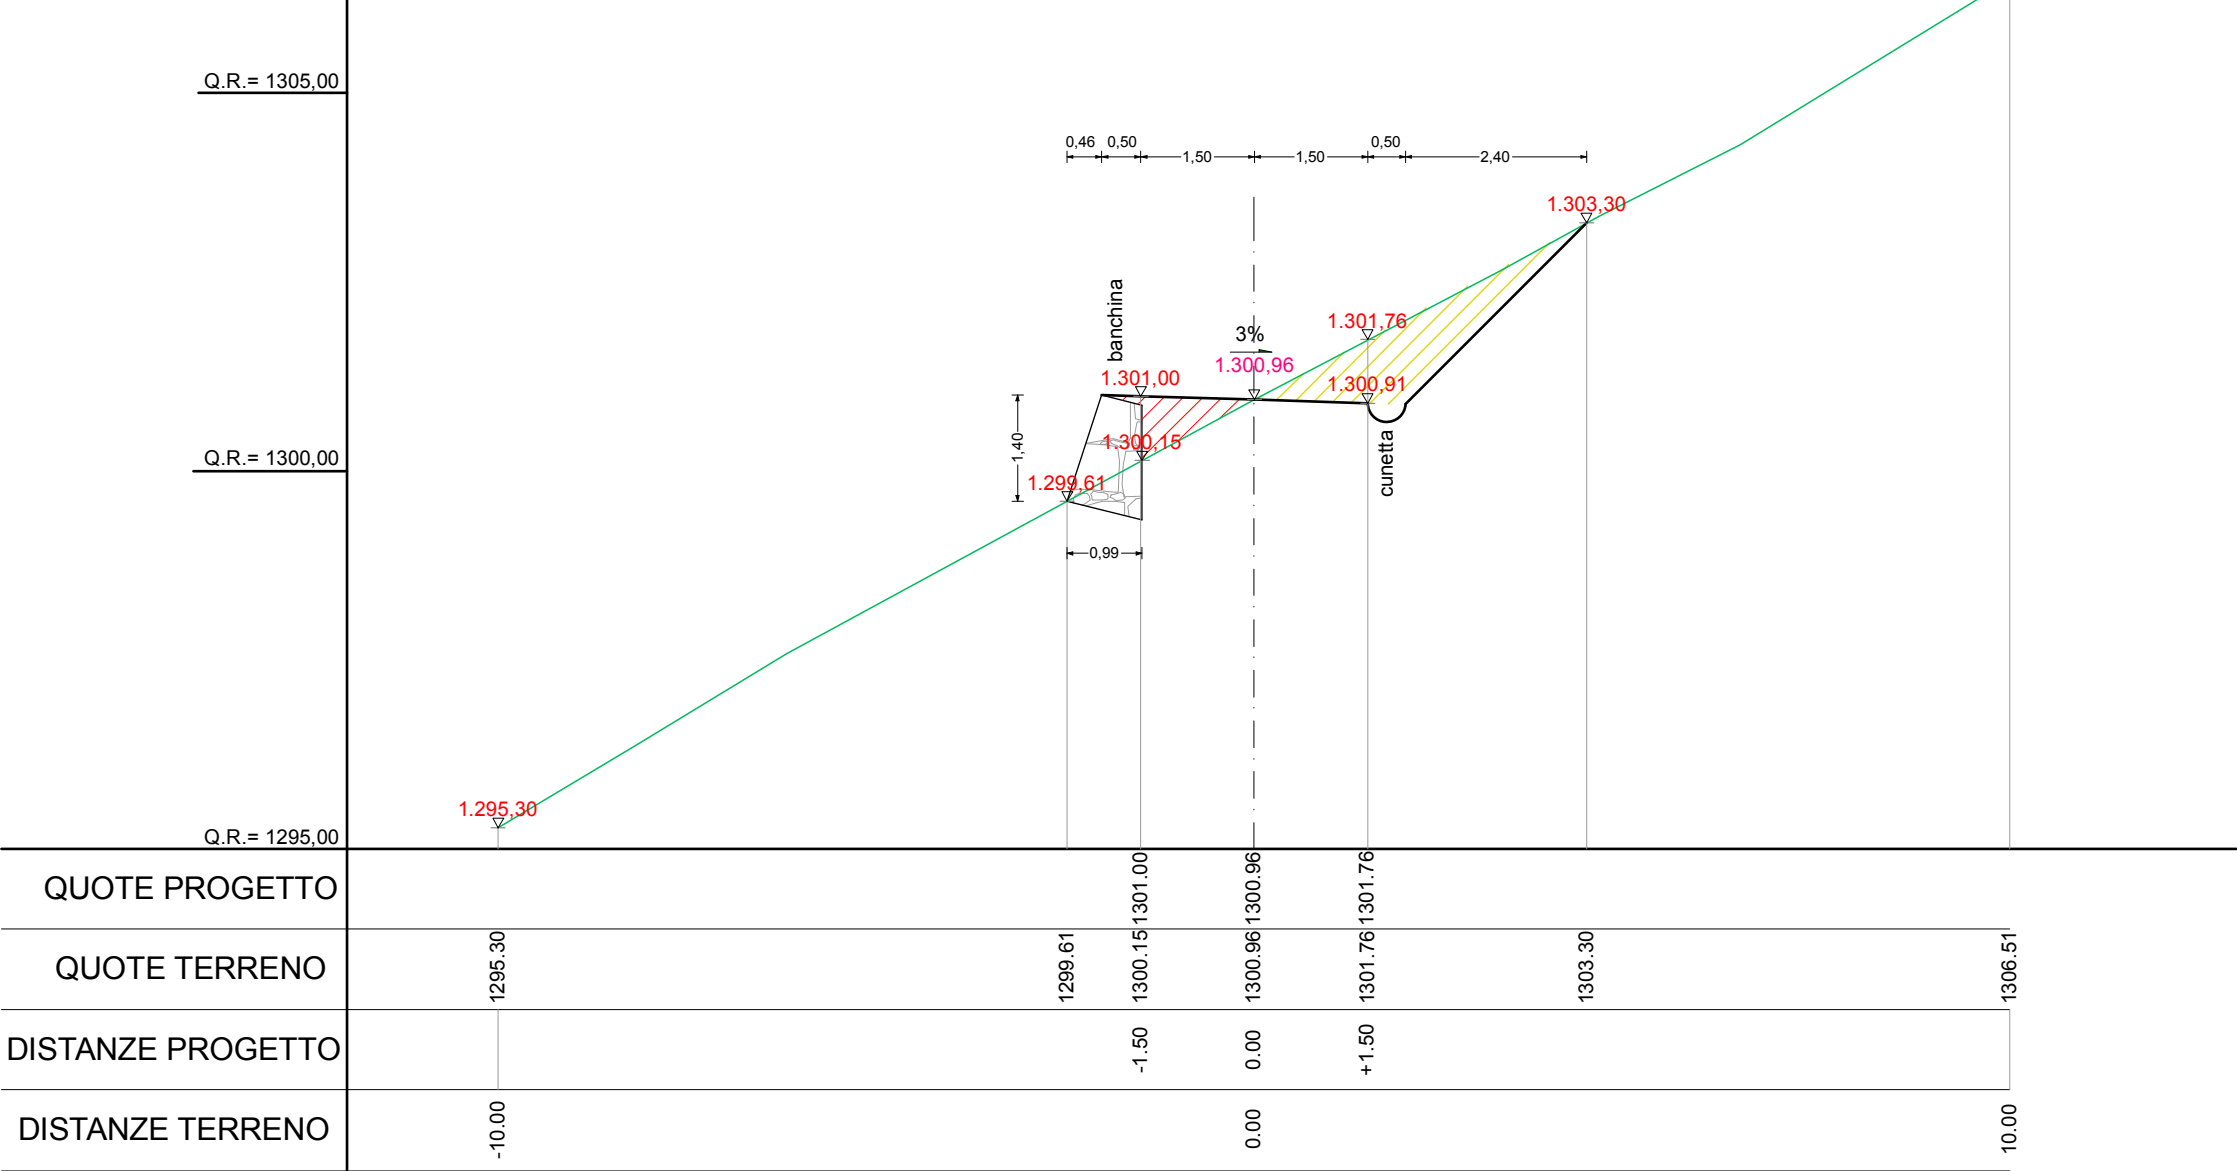 Q.R.= 1305,00
0,46
0,50
1,50
1,50
0,50
2,40
1.303,30
banchina
1.301,76
3%
1.300,96
1.301,00
1.300,91
1,40
1.300,15
Q.R.= 1300,00
cunetta
1.299,61
0,99
1.295,30
Q.R.= 1295,00
QUOTE PROGETTO 1301.00 1300.96 1301.76
QUOTE TERRENO 1295.30 1299.61 1300.15 1300.96 1301.76 1303.30 1306.51
DISTANZE PROGETTO -1.50 0.00 +1.50
DISTANZE TERRENO -10.00 0.00 10.00